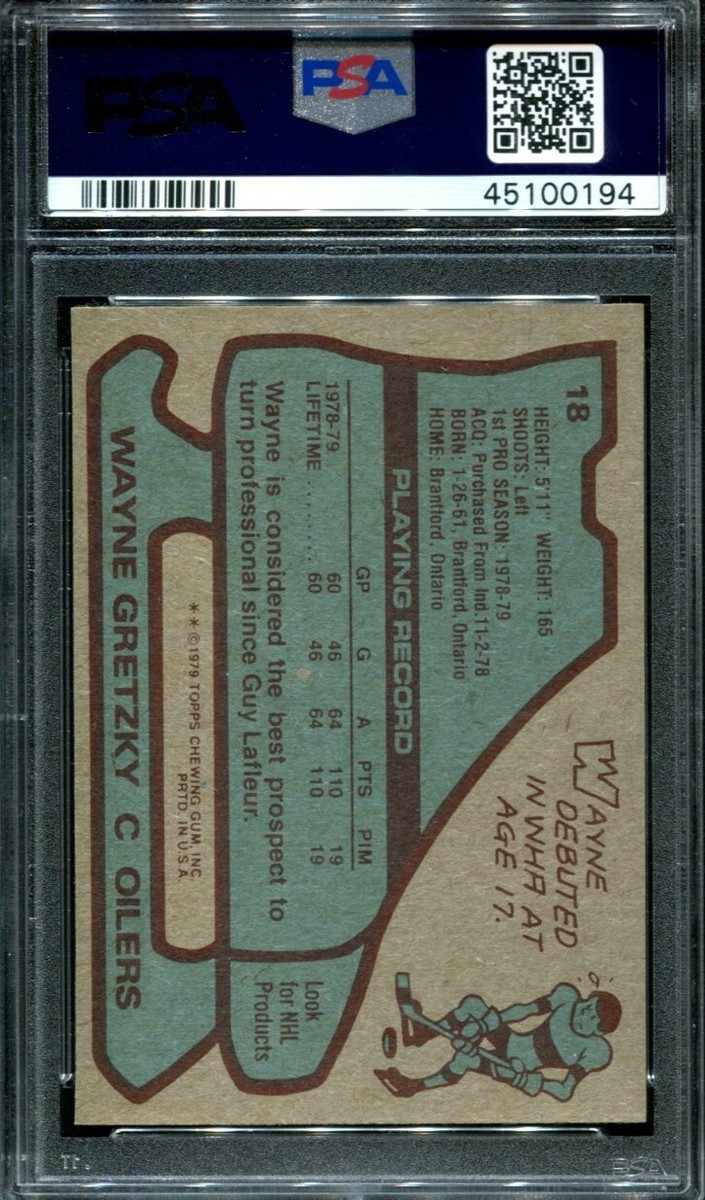 PSA
PSA
45100194
18
HEIGHT: 5'11" WEIGHT: 165
SHOOTS: Left
1st PRO SEASON: 1978-79
ACQ: Purchased From Ind. 11-2-78
BORN: 1-26-61, Brantford, Ontario
HOME: Brantford, Ontario
WAYNE
DEBUTED
IN WHA AT
AGE 17.
PLAYING RECORD
GP G A PTS PIM
1978-79 60 46 64 110 19
LIFETIME . . . . . . . . 60 46 64 110 19
Wayne is considered the best prospect to
turn professional since Guy Lafleur.
Look
for NHL
Products
** ©1979 TOPPS CHEWING GUM, INC.
PRTD. IN U.S.A.
WAYNE GRETZKY C OILERS
PSA